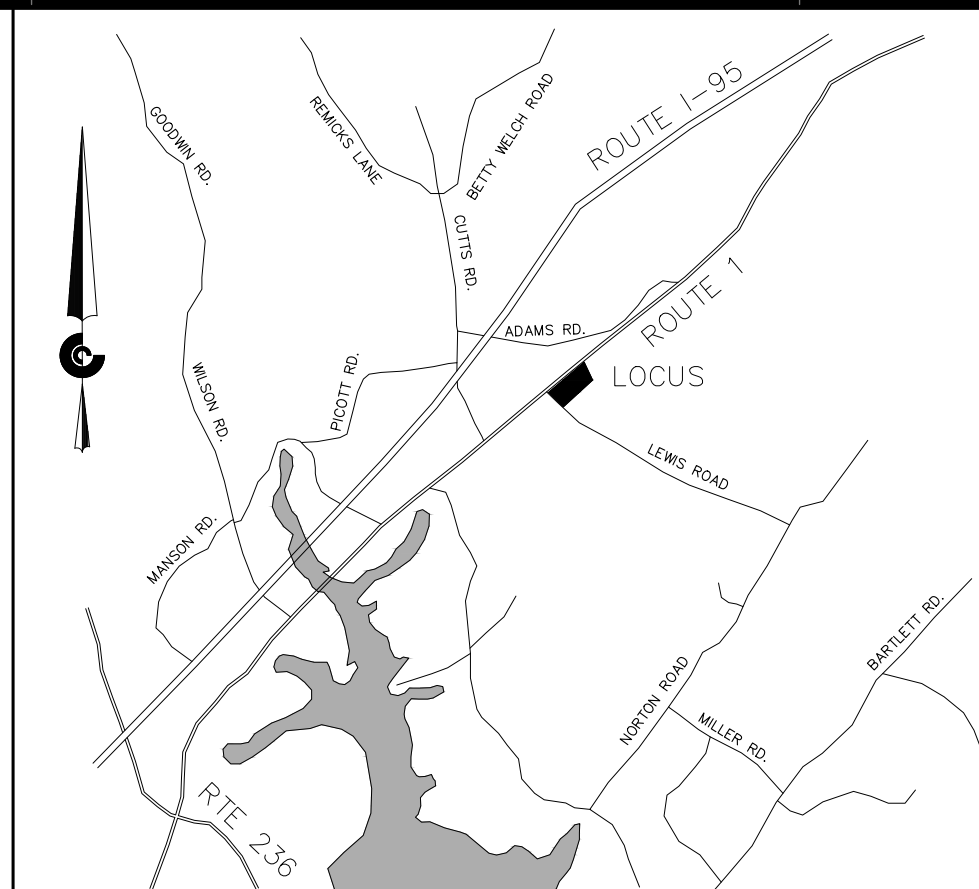 GOODWIN RD.
REMICKS LANE
BETTY WELCH ROAD
ROUTE I-95
CUTTS RD.
ADAMS RD.
ROUTE 1
LOCUS
PICOTT RD.
WILSON RD.
LEWIS ROAD
MANSON RD.
BARTLETT RD.
NORTON ROAD
MILLER RD.
RTE 236